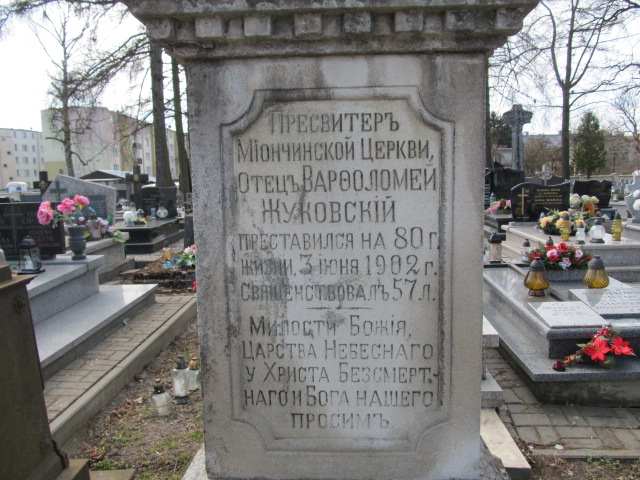 Пресвитеръ
Міончинской Церкви,
Отецъ Варѳоломей
Жуковскій
преставился на 80 г.
жизни, 3 іюня 1902 г.
Священствовалъ 57 л.
Милости Божія,
Царства Небеснаго
у Христа Безсмерт-
наго и Бога нашего
просимъ.